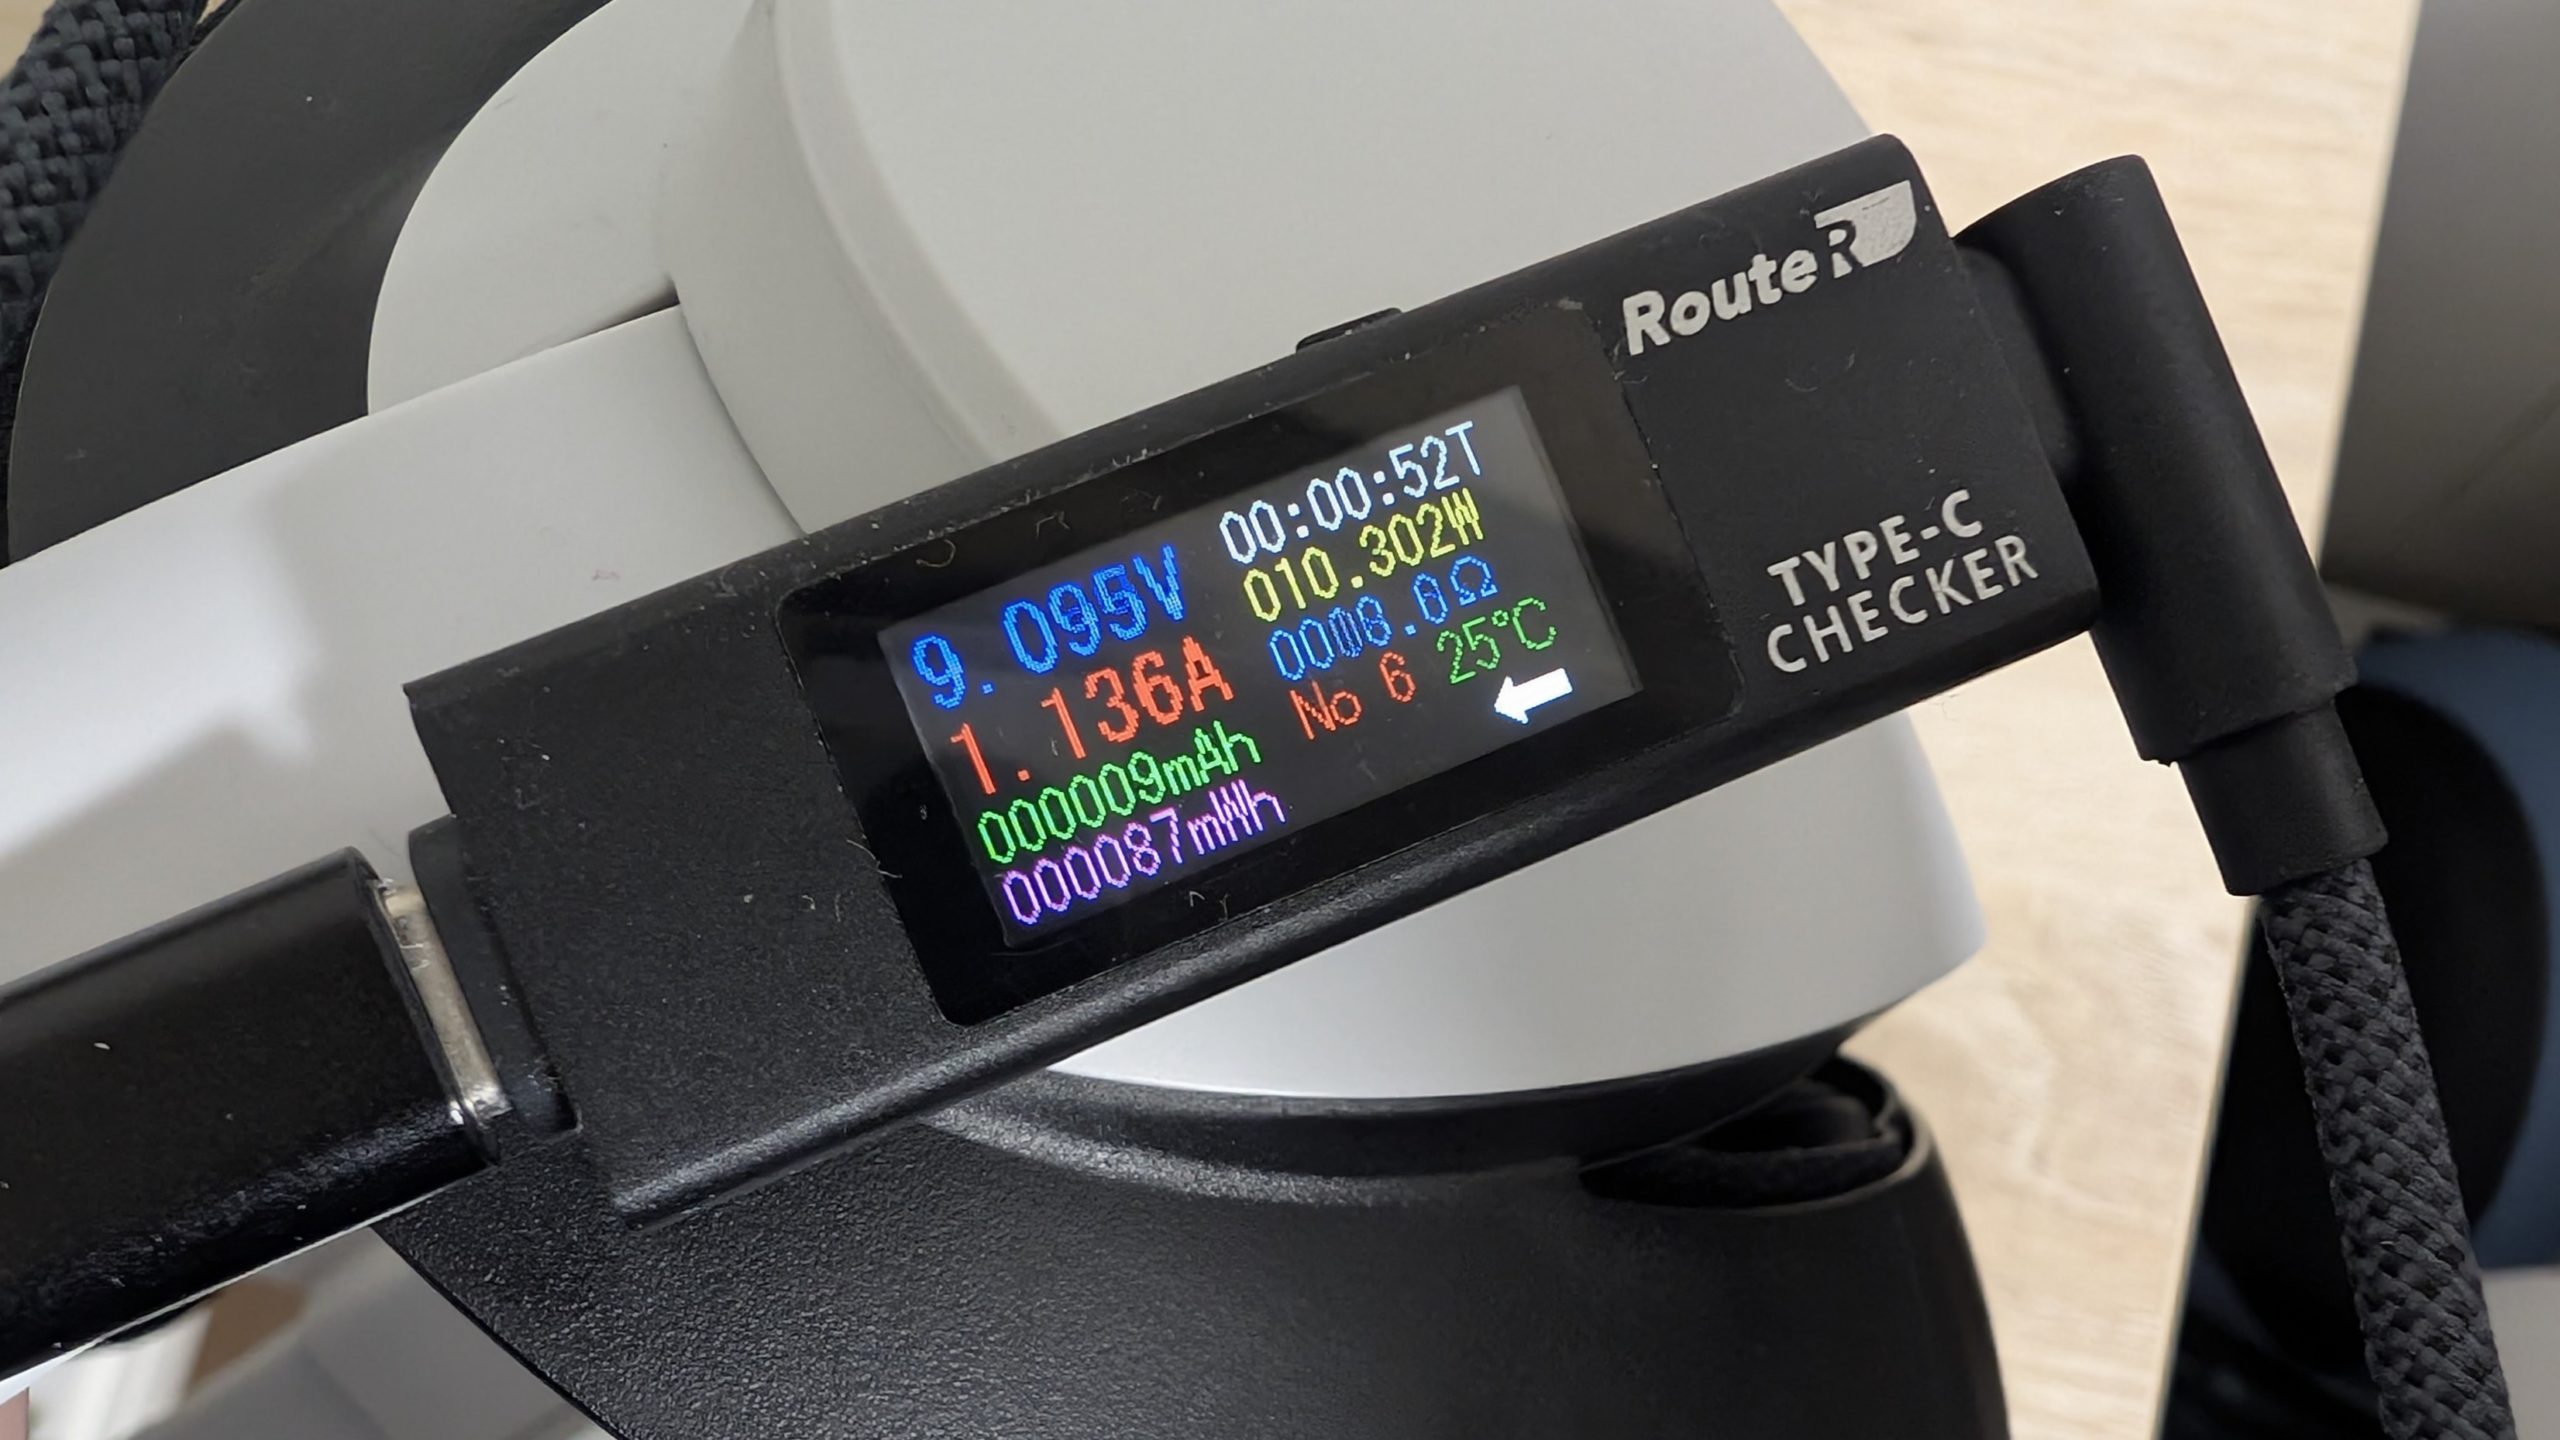 RouteR
TYPE-C
CHECKER
9.095V
1.136A
000009mAh
000087mWh
00:00:52T
010.302W
0008.0Ω
No 6 25℃